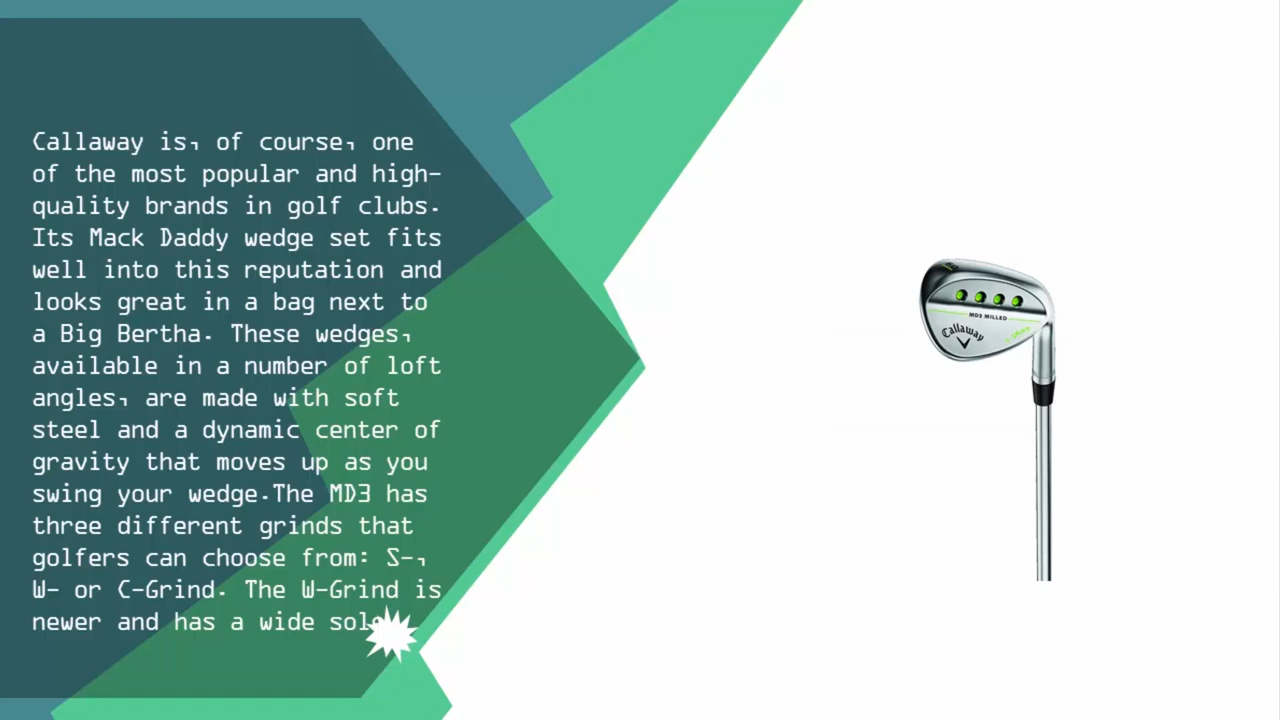 Callaway is, of course, one
of the most popular and high-
quality brands in golf clubs.
Its Mack Daddy wedge set fits
well into this reputation and
looks great in a bag next to
a Big Bertha. These wedges,
available in a number of loft
angles, are made with soft
steel and a dynamic center of
gravity that moves up as you
swing your wedge.The MD3 has
three different grinds that
golfers can choose from: S-,
W- or C-Grind. The W-Grind is
newer and has a wide sole
MD3 MILLED
Callaway